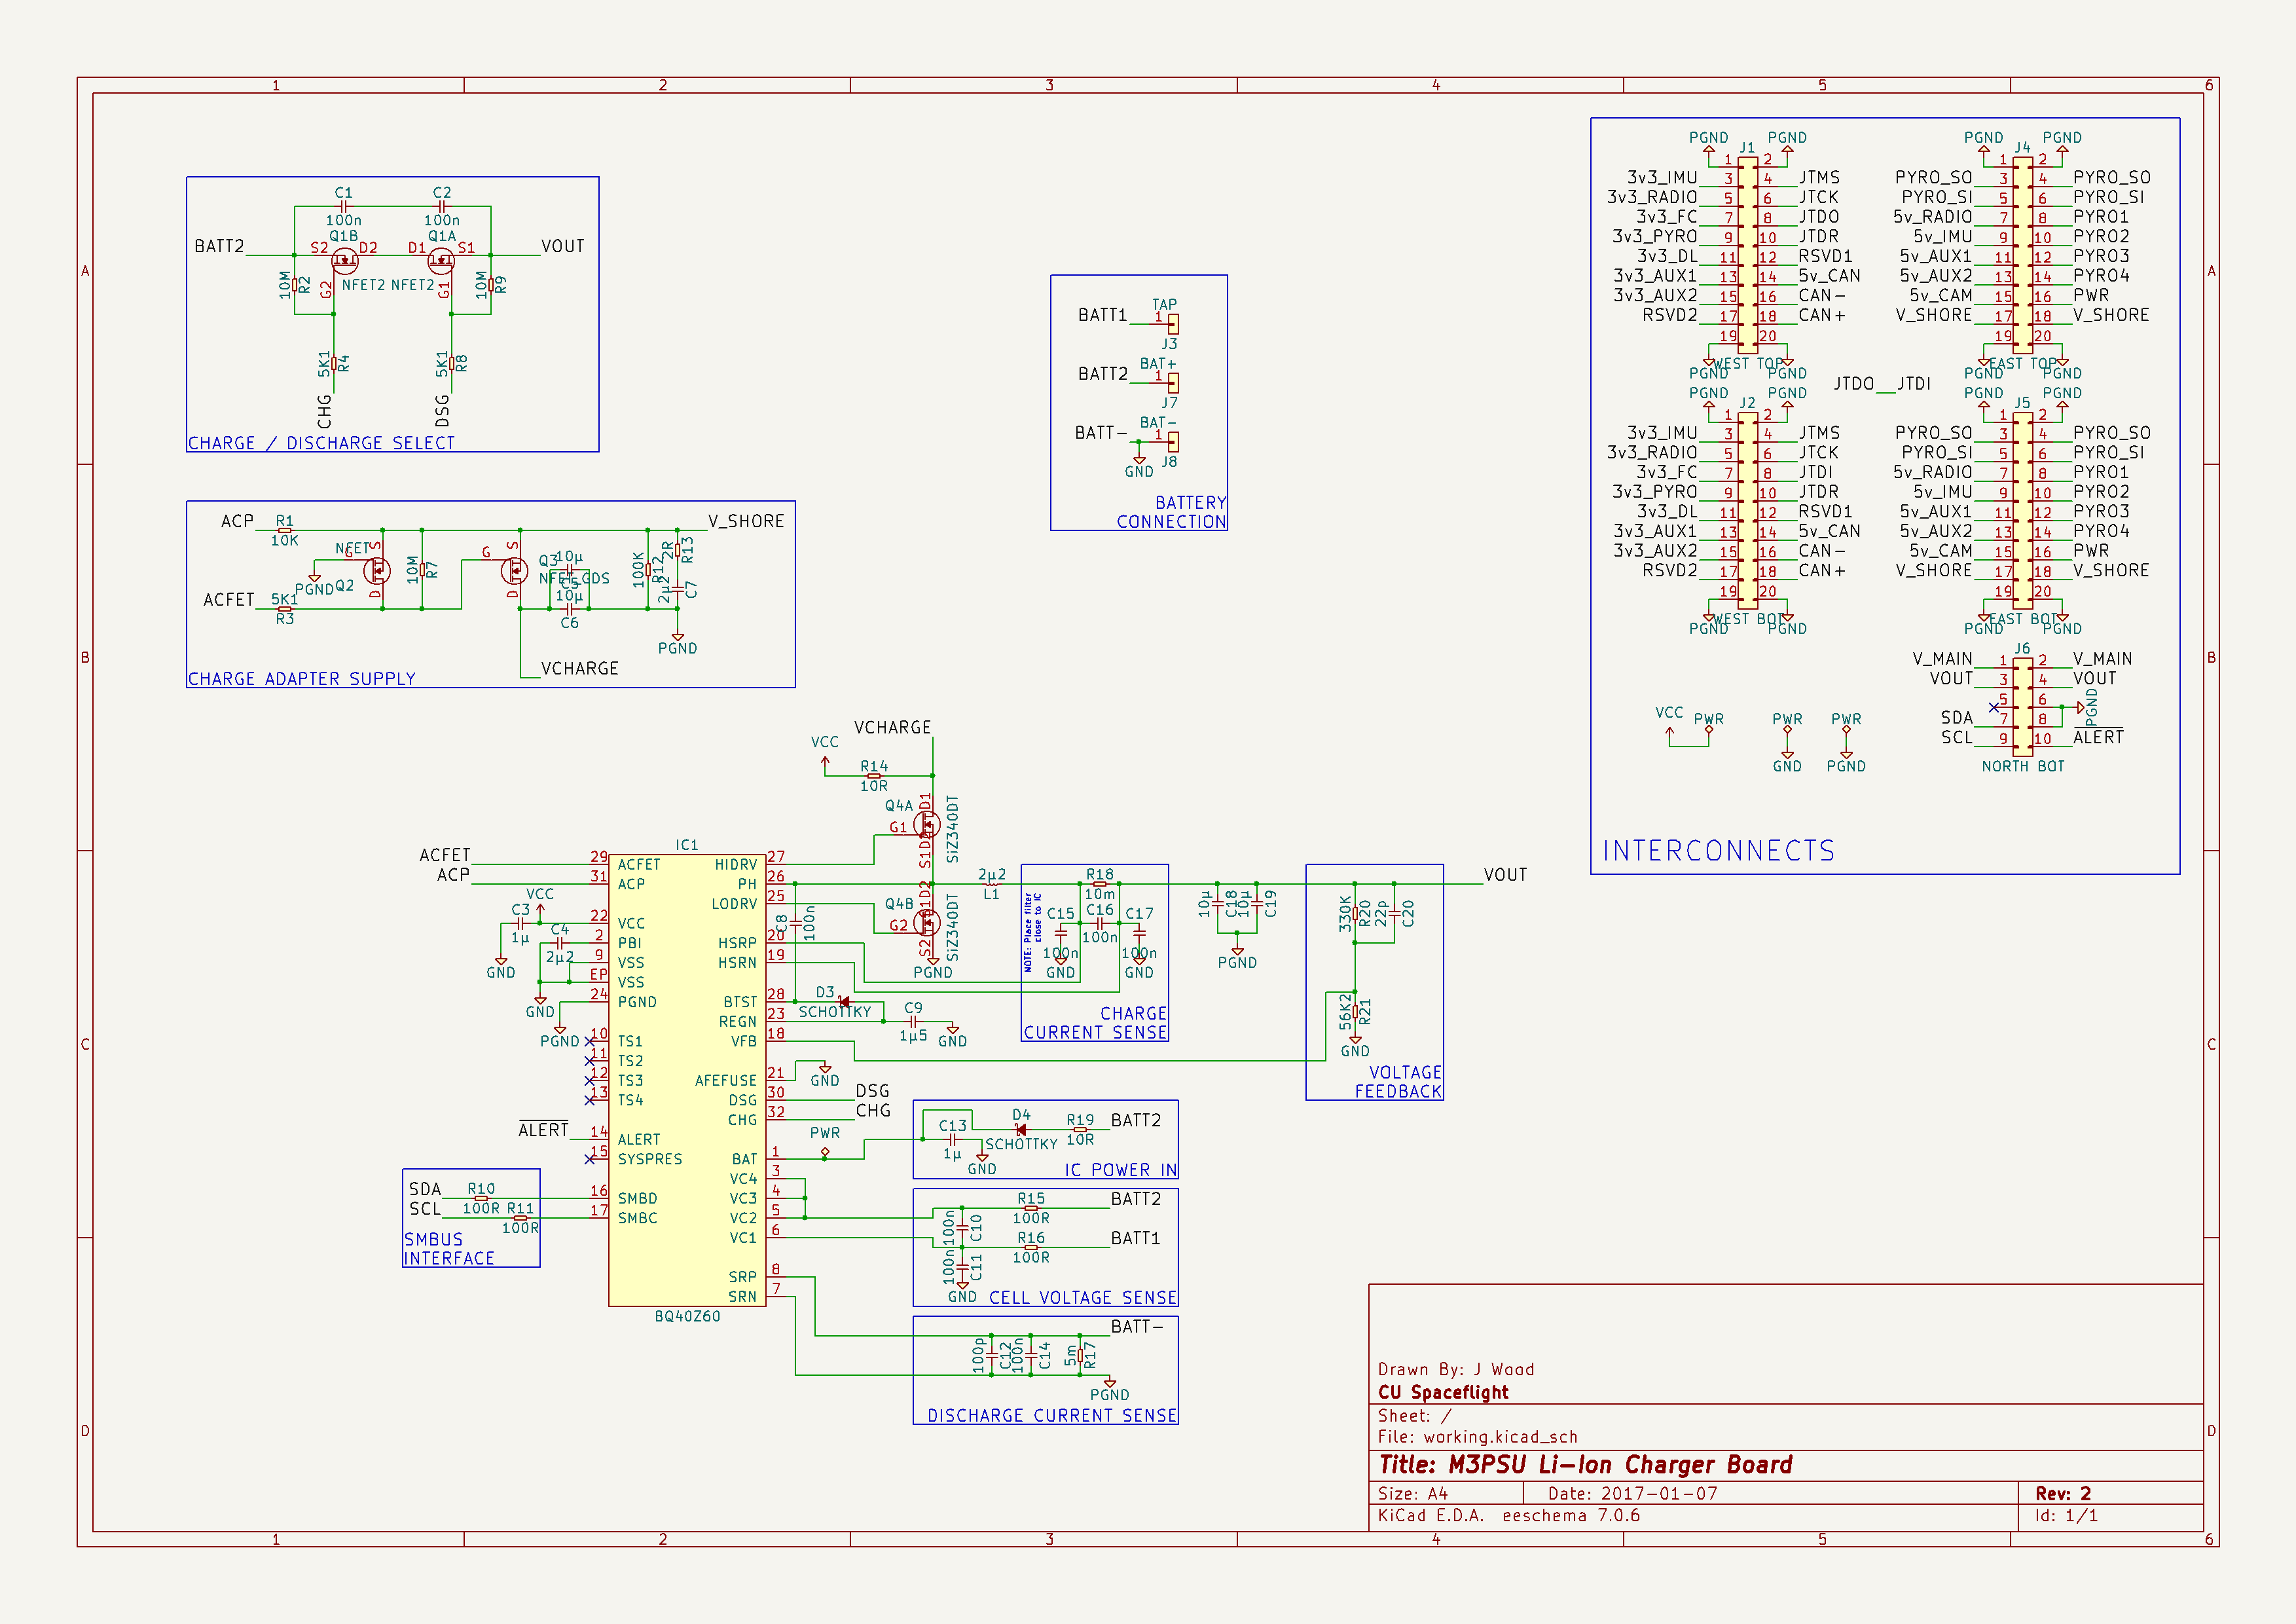 1 2 3 4 5 6
A
B
C
D
A
B
C
D
C1 C2
100n 100n
Q1B Q1A
BATT2 S2 D2 D1 S1 VOUT
10M R2 G2 NFET2 NFET2 G1 10M R9
5K1 R4 5K1 R8
CHG DSG
CHARGE / DISCHARGE SELECT
ACP R1 V_SHORE
10K
NFET G S G S Q3 10µ 2R R13
10M R7 NFET_GDS C5 100K R12
PGND Q2 D D 10µ 2µ2 C7
ACFET 5K1
R3 C6
PGND
VCHARGE
CHARGE ADAPTER SUPPLY
BATT1 TAP
1
J3
BATT2 BAT+
1
J7
BATT- BAT-
1
GND J8
BATTERY
CONNECTION
PGND PGND
J1
1 2
3v3_IMU 3 4 JTMS
3v3_RADIO 5 6 JTCK
3v3_FC 7 8 JTDO
3v3_PYRO 9 10 JTDR
3v3_DL 11 12 RSVD1
3v3_AUX1 13 14 5v_CAN
3v3_AUX2 15 16 CAN-
RSVD2 17 18 CAN+
19 20
WEST TOP
PGND PGND
PGND PGND
J4
1 2
PYRO_SO 3 4 PYRO_SO
PYRO_SI 5 6 PYRO_SI
5v_RADIO 7 8 PYRO1
5v_IMU 9 10 PYRO2
5v_AUX1 11 12 PYRO3
5v_AUX2 13 14 PYRO4
5v_CAM 15 16 PWR
V_SHORE 17 18 V_SHORE
19 20
EAST TOP
PGND PGND
JTDO JTDI
PGND PGND
J2
1 2
3v3_IMU 3 4 JTMS
3v3_RADIO 5 6 JTCK
3v3_FC 7 8 JTDI
3v3_PYRO 9 10 JTDR
3v3_DL 11 12 RSVD1
3v3_AUX1 13 14 5v_CAN
3v3_AUX2 15 16 CAN-
RSVD2 17 18 CAN+
19 20
WEST BOT
PGND PGND
PGND PGND
J5
1 2
PYRO_SO 3 4 PYRO_SO
PYRO_SI 5 6 PYRO_SI
5v_RADIO 7 8 PYRO1
5v_IMU 9 10 PYRO2
5v_AUX1 11 12 PYRO3
5v_AUX2 13 14 PYRO4
5v_CAM 15 16 PWR
V_SHORE 17 18 V_SHORE
19 20
EAST BOT
PGND PGND
J6
V_MAIN 1 2 V_MAIN
VOUT 3 4 VOUT
5 6 PGND
SDA 7 8
SCL 9 10 ALERT
NORTH BOT
VCC PWR PWR PWR
GND PGND
INTERCONNECTS
VCHARGE
VCC
R14
10R
Q4A D1 SiZ340DT
G1
S1D1
Q4B S1D2 SiZ340DT
G2
S2
PGND
IC1
ACFET 29 ACFET HIDRV 27
ACP 31 ACP PH 26
LODRV 25
VCC
C3 22 VCC
1µ C4 2 PBI HSRP 20
2µ2 9 VSS HSRN 19
GND EP VSS
24 PGND BTST 28
GND REGN 23
PGND 10 TS1 VFB 18
11 TS2
12 TS3 AFEFUSE 21
13 TS4 DSG 30 DSG
CHG 32 CHG
ALERT 14 ALERT
15 SYSPRES BAT 1
VC4 3
SDA R10 16 SMBD VC3 4
SCL 100R R11 17 SMBC VC2 5
100R VC1 6
SMBUS
INTERFACE
SRP 8
SRN 7
BQ40Z60
C8 100n
D3
SCHOTTKY
C9
1µ5 GND
GND
PWR
2µ2
L1
R18
10m
NOTE: Place filter
close to IC
C15 C16 C17
100n 100n 100n
GND GND
CHARGE
CURRENT SENSE
10µ C18 10µ C19
PGND
VOUT
330K R20 22p C20
56K2 R21
GND
VOLTAGE
FEEDBACK
D4 R19 BATT2
C13 SCHOTTKY 10R
1µ GND
IC POWER IN
R15 BATT2
100n C10 100R
R16 BATT1
100n C11 100R
GND CELL VOLTAGE SENSE
BATT-
100p C12 100n C14 5m R17
PGND
DISCHARGE CURRENT SENSE
Drawn By: J Wood
CU Spaceflight
Sheet: /
File: working.kicad_sch
Title: M3PSU Li-Ion Charger Board
Size: A4 Date: 2017-01-07 Rev: 2
KiCad E.D.A. eeschema 7.0.6 Id: 1/1
1 2 3 4 5 6